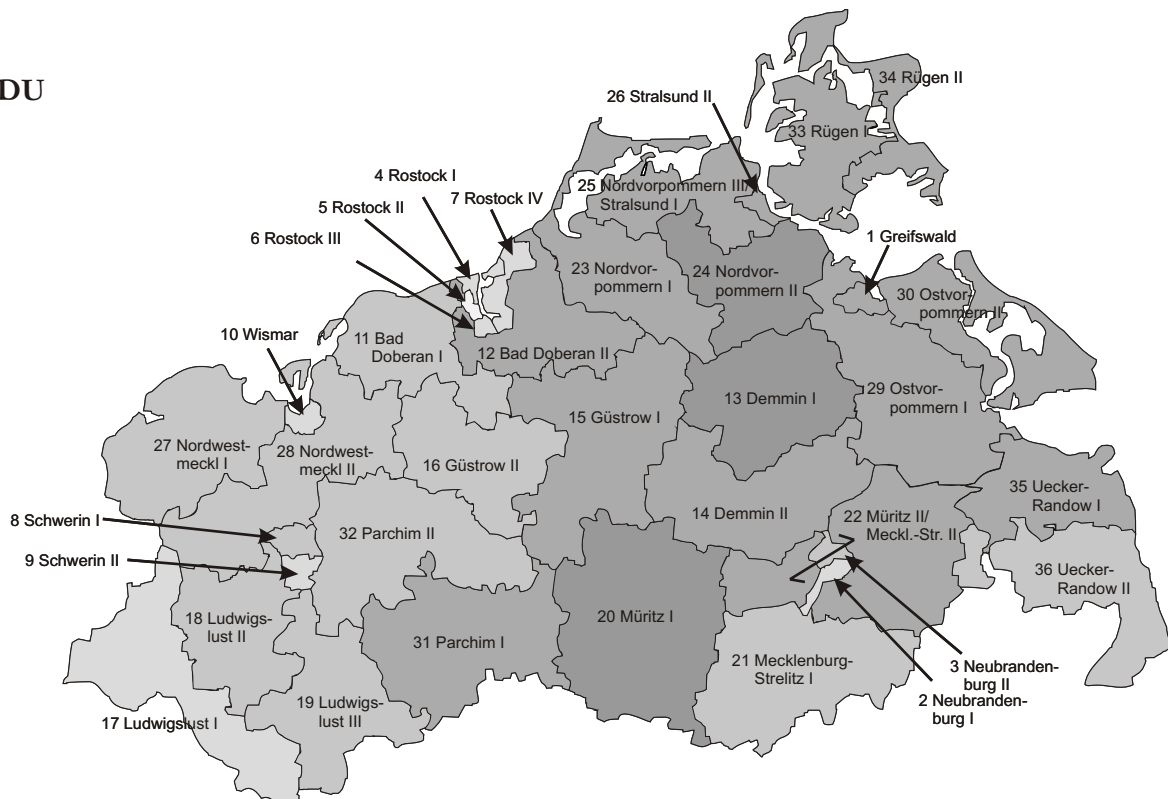 DU
34 Rügen II
26 Stralsund II
33 Rügen I
4 Rostock I
25 Nordvorpommern III/
Stralsund I
7 Rostock IV
5 Rostock II
6 Rostock III
1 Greifswald
23 Nordvor-
pommern I
24 Nordvor-
pommern II
30 Ostvor-
pommern II
10 Wismar
11 Bad
Doberan I
12 Bad Doberan II
13 Demmin I
29 Ostvor-
pommern I
15 Güstrow I
27 Nordwest-
meckl I
28 Nordwest-
meckl II
16 Güstrow II
35 Uecker-
Randow I
8 Schwerin I
32 Parchim II
14 Demmin II
22 Müritz II/
Meckl.-Str. II
9 Schwerin II
36 Uecker-
Randow II
18 Ludwigs-
lust II
20 Müritz I
31 Parchim I
21 Mecklenburg-
Strelitz I
3 Neubranden-
burg II
2 Neubranden-
burg I
17 Ludwigslust I
19 Ludwigs-
lust III